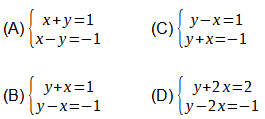 (A) { x+y=1
x−y=−1
(C) { y−x=1
y+x=−1
(B) { y+x=1
y−x=−1
(D) { y+2x=2
y−2x=−1